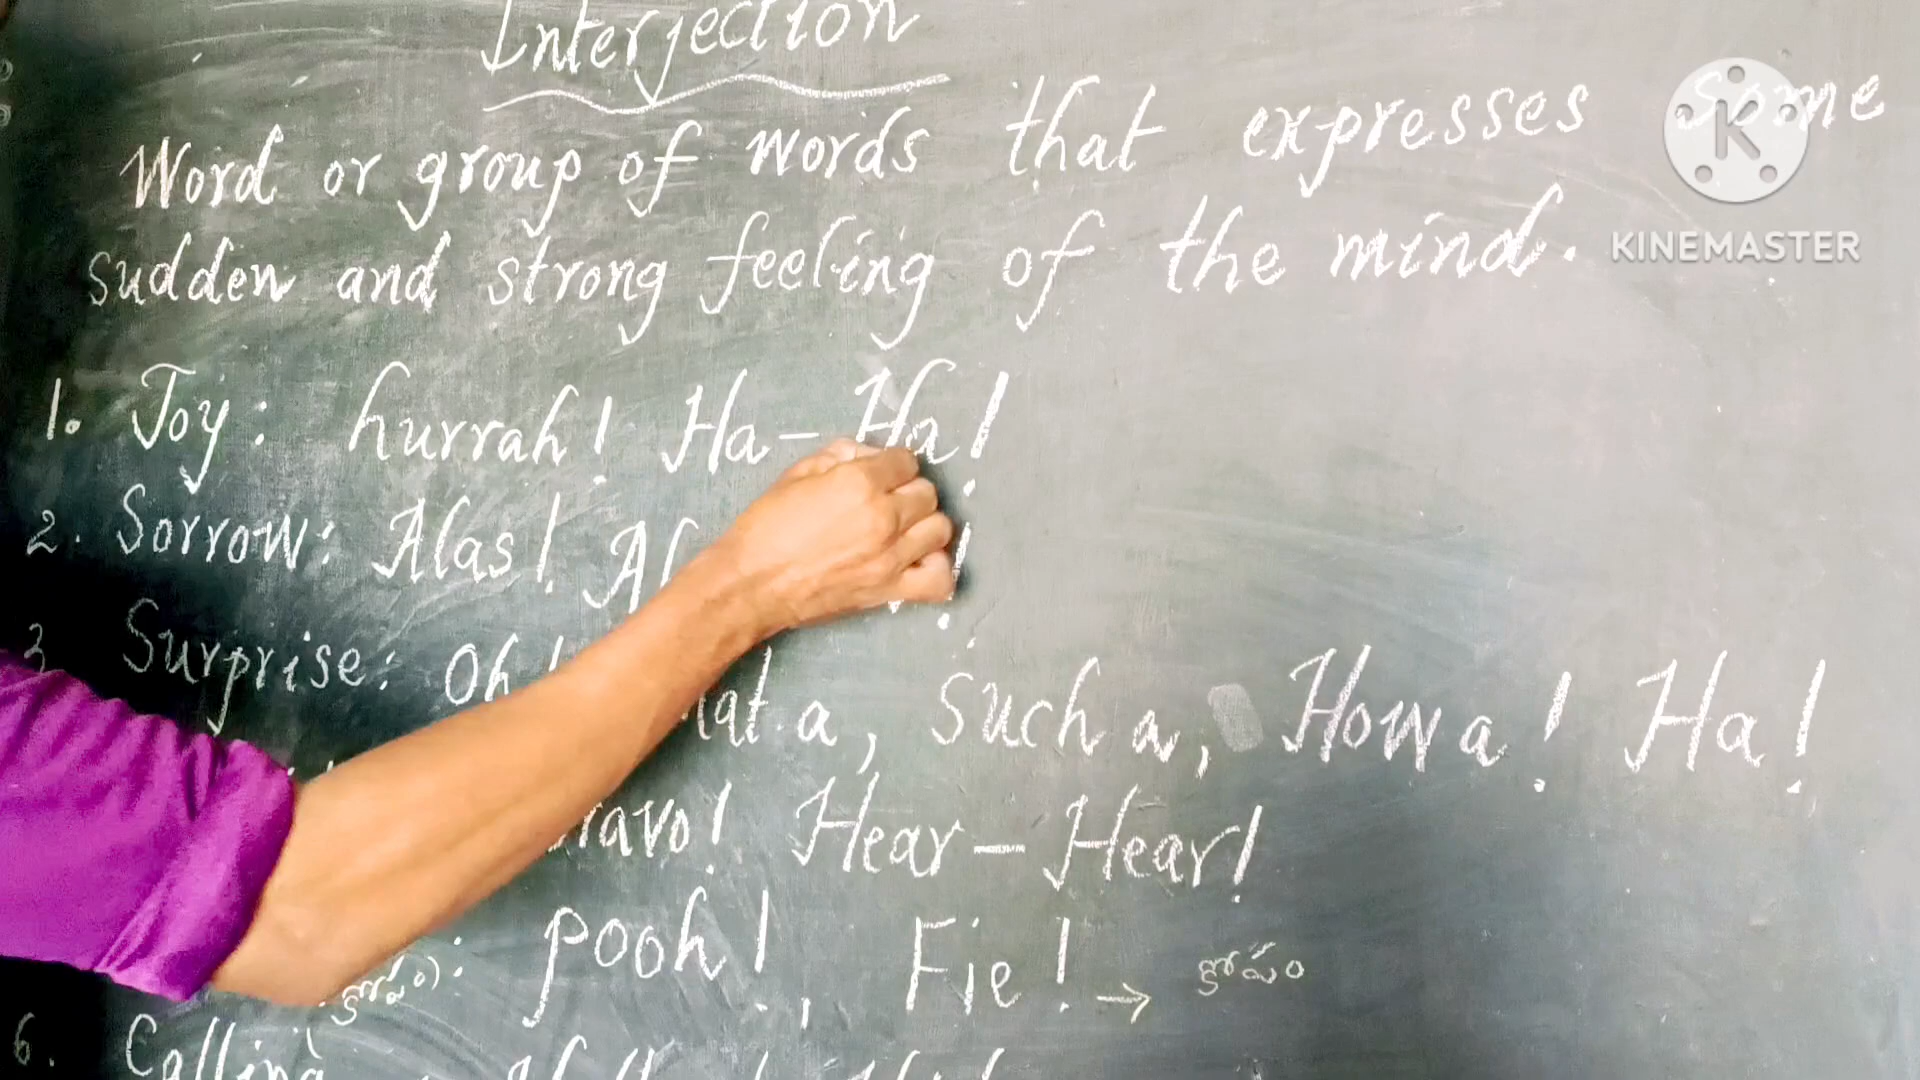 Interjection
Word or group of words that expresses some
sudden and strong feeling of the mind.
KINEMASTER
1. Joy: hurrah! Ha-Ha!
2. Sorrow: Alas!
3. Surprise: Oh! a, such a, How a! Ha!
Hear-Hear!
కోపం): pooh!, Fie! → కోపం
6. Calling